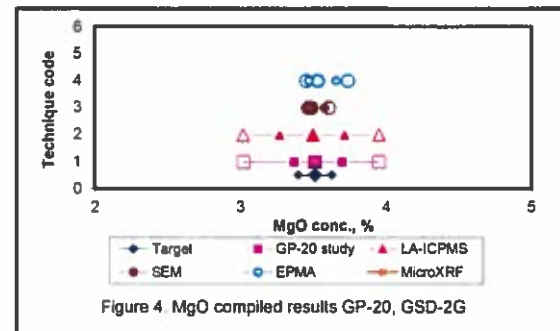 6
5
4
3
2
1
0
Technique code
2 3 4 5
MgO conc., %
Target GP-20 study LA-ICPMS
SEM EPMA MicroXRF
Figure 4. MgO compiled results GP-20, GSD-2G